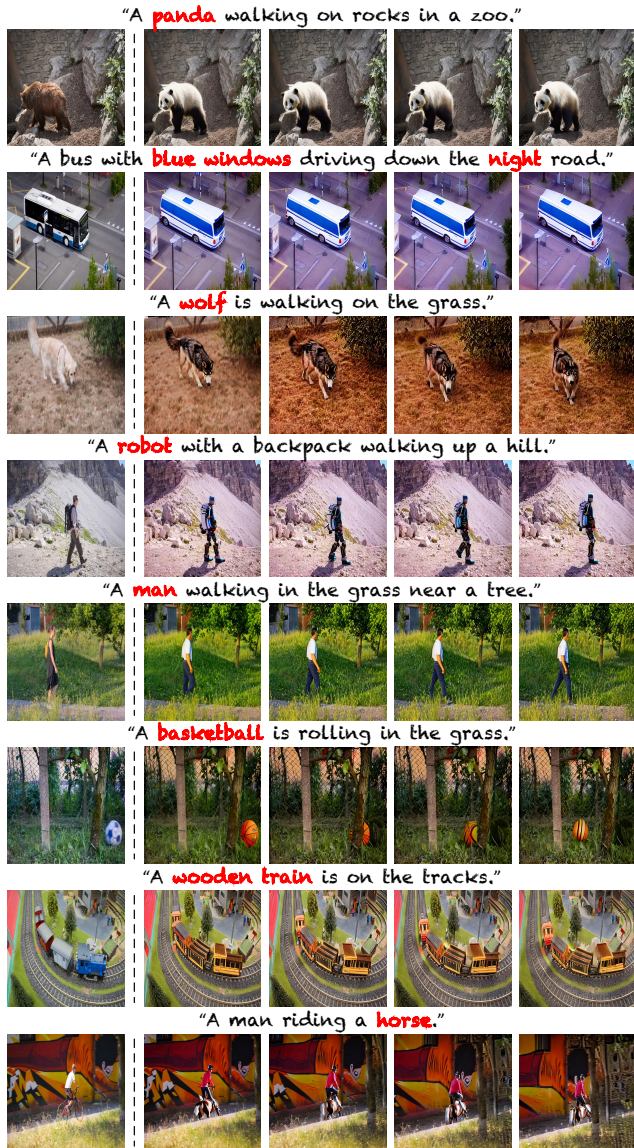 “A panda walking on rocks in a zoo.”
“A bus with blue windows driving down the night road.”
“A wolf is walking on the grass.”
“A robot with a backpack walking up a hill.”
“A man walking in the grass near a tree.”
“A basketball is rolling in the grass.”
“A wooden train is on the tracks.”
“A man riding a horse.”